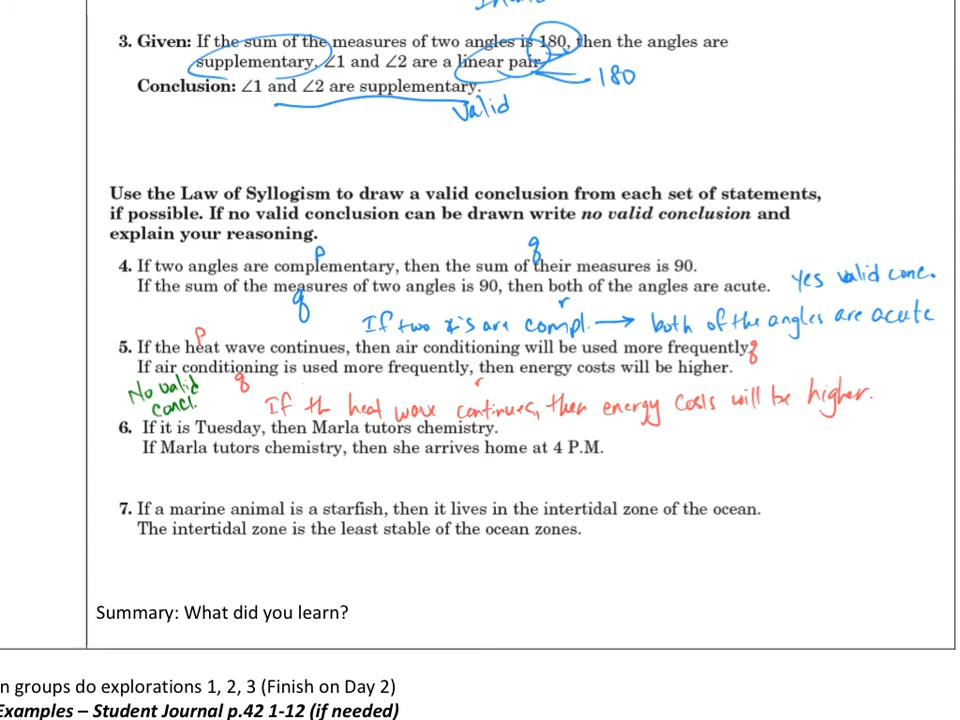 3. Given: If the sum of the measures of two angles is 180, then the angles are
supplementary. ∠1 and ∠2 are a linear pair.
180
Conclusion: ∠1 and ∠2 are supplementary.
Valid
Use the Law of Syllogism to draw a valid conclusion from each set of statements,
if possible. If no valid conclusion can be drawn write no valid conclusion and
explain your reasoning.
p q
4. If two angles are complementary, then the sum of their measures is 90.
If the sum of the measures of two angles is 90, then both of the angles are acute. yes valid conc.
q r
If two ∠'s are compl. → both of the angles are acute
p
5. If the heat wave continues, then air conditioning will be used more frequently. q
If air conditioning is used more frequently, then energy costs will be higher.
No valid q r
concl. If th heat wave continues, then energy costs will be higher.
6. If it is Tuesday, then Marla tutors chemistry.
If Marla tutors chemistry, then she arrives home at 4 P.M.
7. If a marine animal is a starfish, then it lives in the intertidal zone of the ocean.
The intertidal zone is the least stable of the ocean zones.
Summary: What did you learn?
n groups do explorations 1, 2, 3 (Finish on Day 2)
Examples – Student Journal p.42 1-12 (if needed)